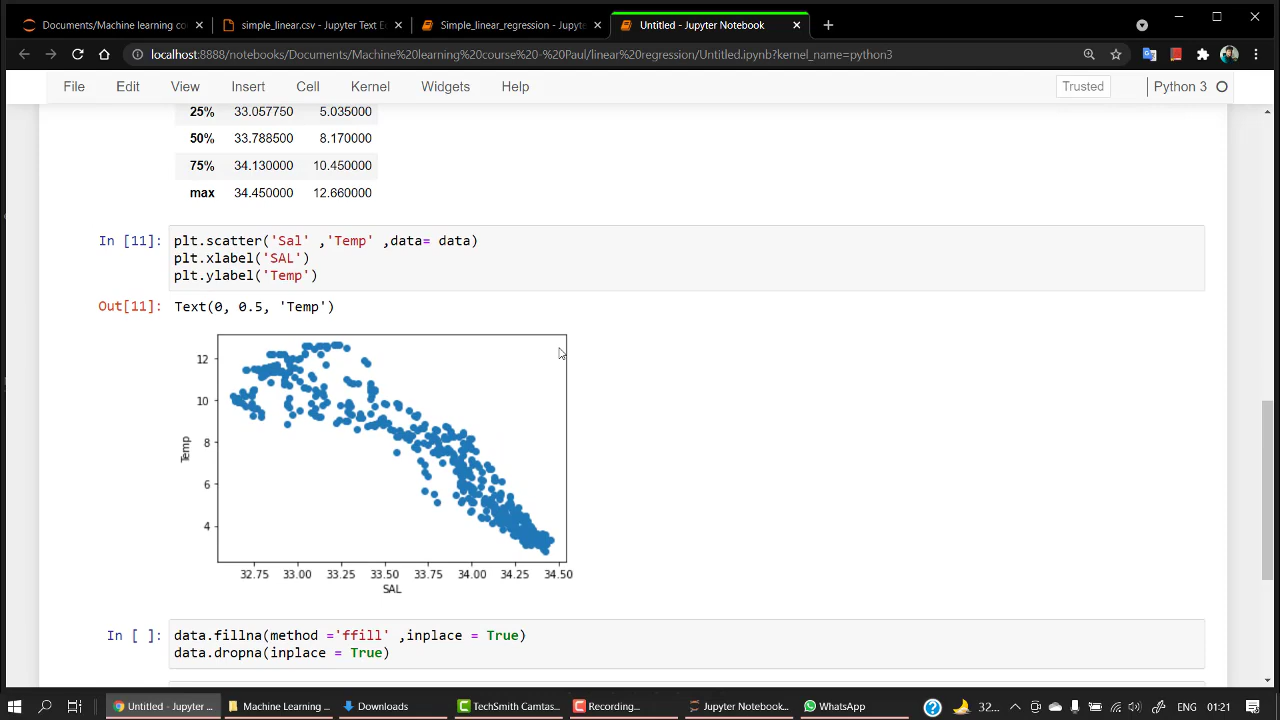 Documents/Machine learning co
simple_linear.csv - Jupyter Text E
Simple_linear_regression - Jupyte
Untitled - Jupyter Notebook
localhost:8888/notebooks/Documents/Machine%20learning%20course%20-%20Paul/linear%20regression/Untitled.ipynb?kernel_name=python3
File Edit View Insert Cell Kernel Widgets Help Trusted Python 3
25% 33.057750 5.035000
50% 33.788500 8.170000
75% 34.130000 10.450000
max 34.450000 12.660000
In [11]: plt.scatter('Sal' ,'Temp' ,data= data)
plt.xlabel('SAL')
plt.ylabel('Temp')
Out[11]: Text(0, 0.5, 'Temp')
12
10
8
6
4
Temp
32.75 33.00 33.25 33.50 33.75 34.00 34.25 34.50
SAL
In [ ]: data.fillna(method ='ffill' ,inplace = True)
data.dropna(inplace = True)
Untitled - Jupyter ...
Machine Learning ...
Downloads
TechSmith Camtas...
Recording...
Jupyter Notebook...
WhatsApp
32...
ENG
01:21